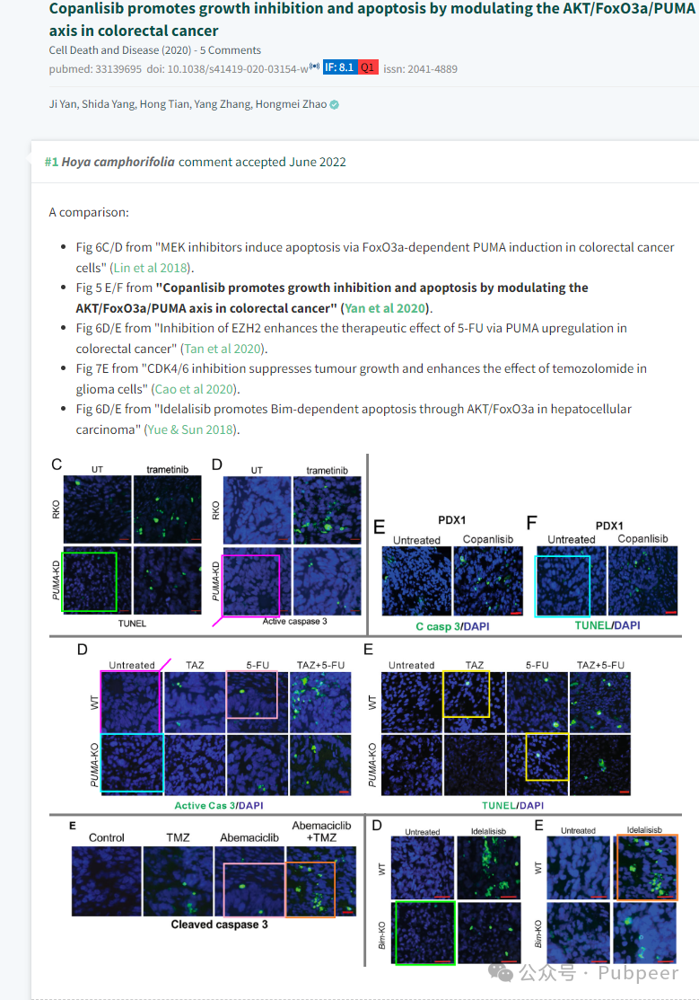 Copanlisib promotes growth inhibition and apoptosis by modulating the AKT/FoxO3a/PUMA
axis in colorectal cancer
Cell Death and Disease (2020) - 5 Comments
pubmed: 33139695 doi: 10.1038/s41419-020-03154-w IF: 8.1 Q1 issn: 2041-4889
Ji Yan, Shida Yang, Hong Tian, Yang Zhang, Hongmei Zhao
#1 Hoya camphorifolia comment accepted June 2022
A comparison:
• Fig 6C/D from "MEK inhibitors induce apoptosis via FoxO3a-dependent PUMA induction in colorectal cancer
cells" (Lin et al 2018).
• Fig 5 E/F from "Copanlisib promotes growth inhibition and apoptosis by modulating the
AKT/FoxO3a/PUMA axis in colorectal cancer" (Yan et al 2020).
• Fig 6D/E from "Inhibition of EZH2 enhances the therapeutic effect of 5-FU via PUMA upregulation in
colorectal cancer" (Tan et al 2020).
• Fig 7E from "CDK4/6 inhibition suppresses tumour growth and enhances the effect of temozolomide in
glioma cells" (Cao et al 2020).
• Fig 6D/E from "Idelalisib promotes Bim-dependent apoptosis through AKT/FoxO3a in hepatocellular
carcinoma" (Yue & Sun 2018).
C UT trametinib
RKO
PUMA-KD
TUNEL
D UT trametinib
RKO
PUMA-KD
Active caspase 3
E PDX1
Untreated Copanlisib
C casp 3/DAPI
F PDX1
Untreated Copanlisib
TUNEL/DAPI
D
Untreated TAZ 5-FU TAZ+5-FU
WT
PUMA-KO
Active Cas 3/DAPI
E
Untreated TAZ 5-FU TAZ+5-FU
WT
PUMA-KO
TUNEL/DAPI
E
Control TMZ Abemaciclib Abemaciclib
+TMZ
Cleaved caspase 3
D Untreated Idelalisisb
WT
Bim-KO
E Untreated Idelalisisb
WT
Bim-KO
公众号 · Pubpeer